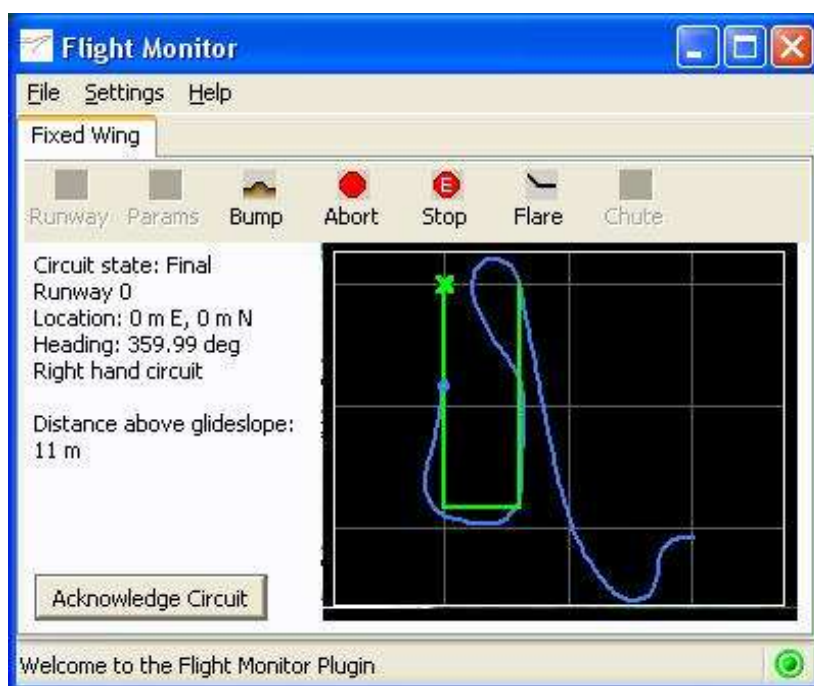 Flight Monitor
File Settings Help
Fixed Wing
Runway Params Bump Abort Stop Flare Chute
Circuit state: Final
Runway 0
Location: 0 m E, 0 m N
Heading: 359.99 deg
Right hand circuit
Distance above glideslope:
11 m
Acknowledge Circuit
Welcome to the Flight Monitor Plugin